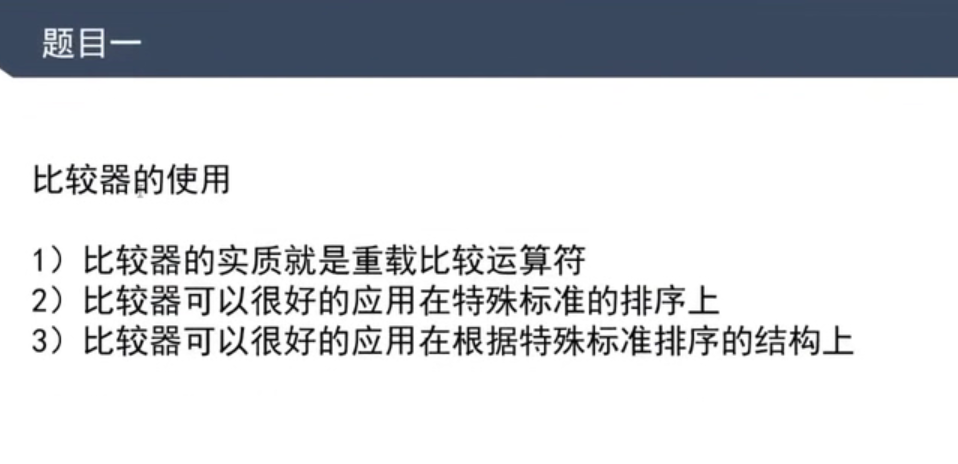 题目一
比较器的使用
1）比较器的实质就是重载比较运算符
2）比较器可以很好的应用在特殊标准的排序上
3）比较器可以很好的应用在根据特殊标准排序的结构上